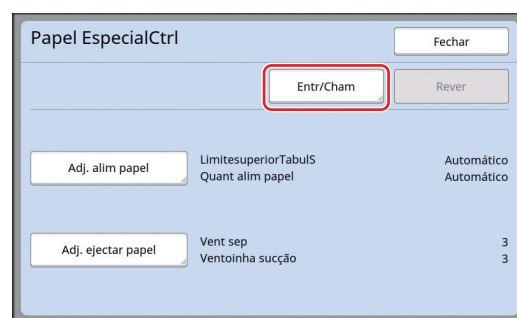 Papel EspecialCtrl
Fechar
Entr/Cham
Rever
Adj. alim papel
LimitesuperiorTabulS Automático
Quant alim papel Automático
Adj. ejectar papel
Vent sep 3
Ventoinha sucção 3